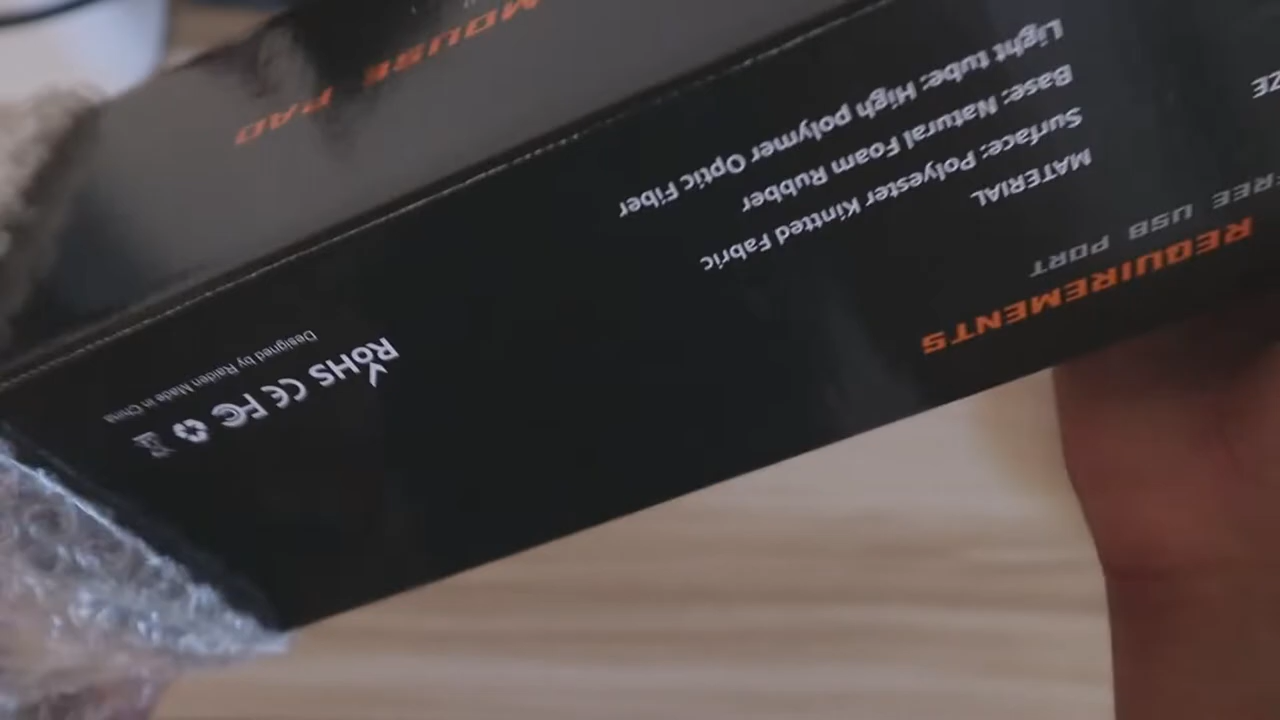 REQUIREMENTS
FREE USB PORT
MATERIAL
Surface: Polyester Kintted Fabric
Base: Natural Foam Rubber
Light tube: High polymer Optic Fiber
RoHS CE FC
Designed by Raiden Made in China
MOUSE PAD